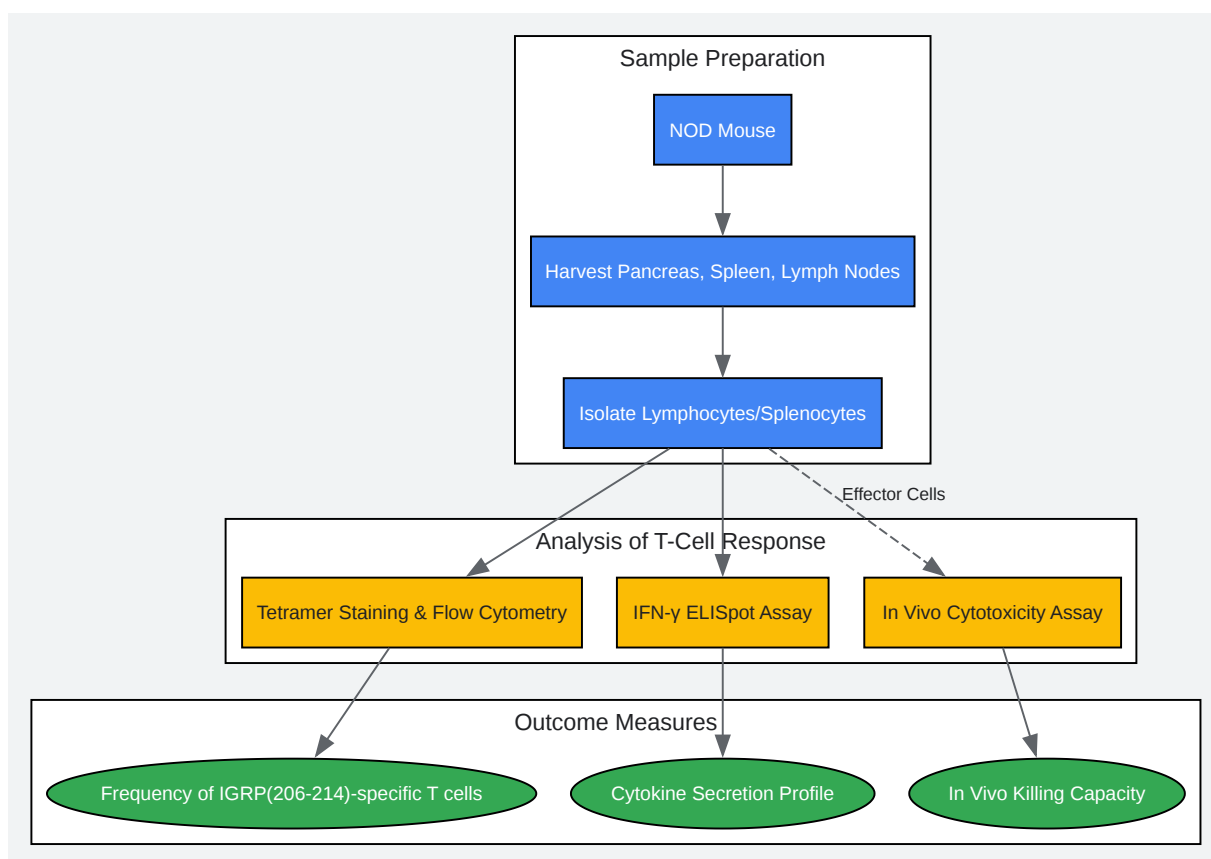 Sample Preparation
NOD Mouse
Harvest Pancreas, Spleen, Lymph Nodes
Isolate Lymphocytes/Splenocytes
Effector Cells
Analysis of T-Cell Response
Tetramer Staining & Flow Cytometry
IFN-γ ELISpot Assay
In Vivo Cytotoxicity Assay
Outcome Measures
Frequency of IGRP(206-214)-specific T cells
Cytokine Secretion Profile
In Vivo Killing Capacity